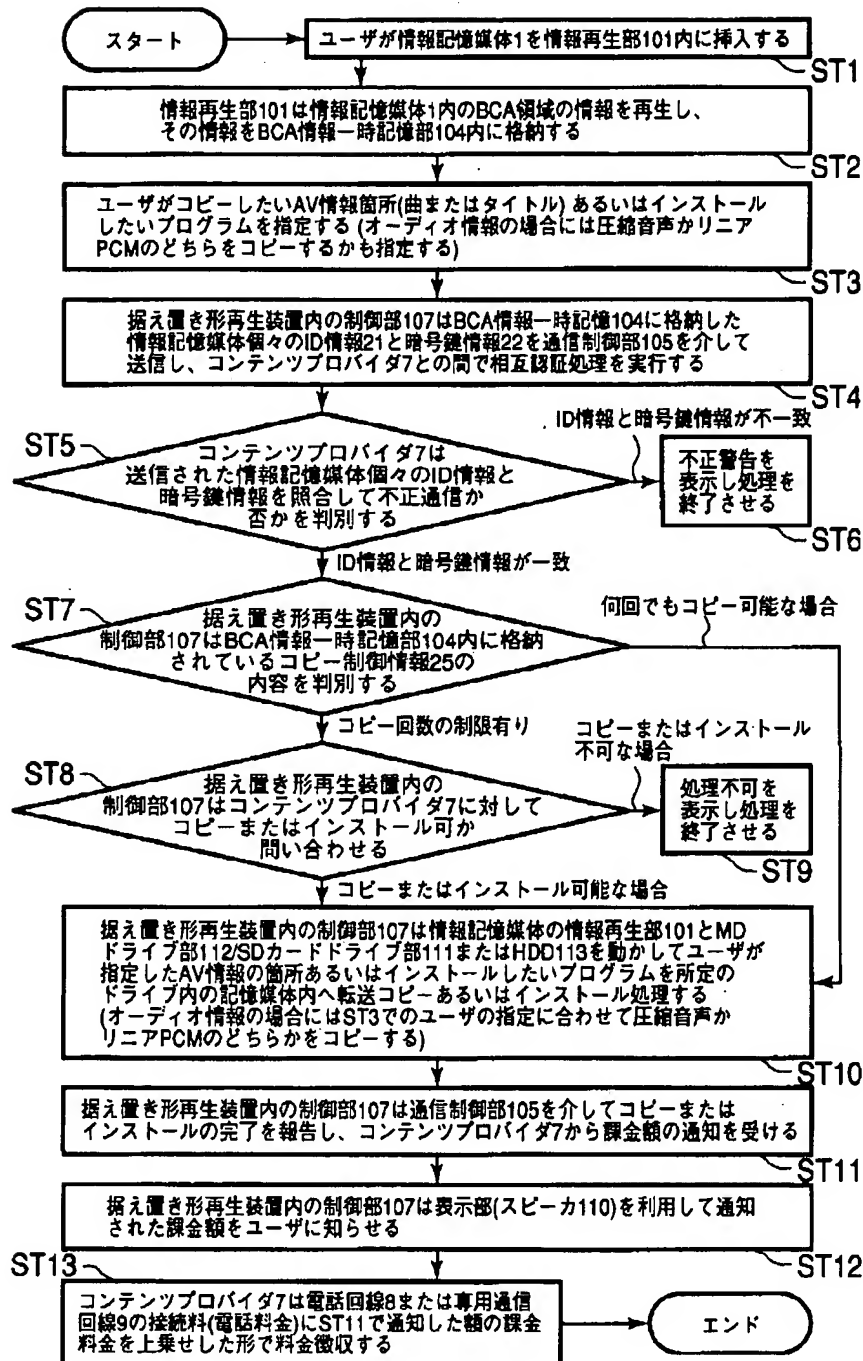 スタート
ユーザが情報記憶媒体1を情報再生部101内に挿入する
ST1
情報再生部101は情報記憶媒体1内のBCA領域の情報を再生し、
その情報をBCA情報一時記憶部104内に格納する
ST2
ユーザがコピーしたいAV情報箇所(曲またはタイトル) あるいはインストール
したいプログラムを指定する (オーディオ情報の場合には圧縮音声かリニア
PCMのどちらをコピーするかも指定する)
ST3
据え置き形再生装置内の制御部107はBCA情報一時記憶104に格納した
情報記憶媒体個々のID情報21と暗号鍵情報22を通信制御部105を介して
送信し、コンテンツプロバイダ7との間で相互認証処理を実行する
ST4
ST5
コンテンツプロバイダ7は
送信された情報記憶媒体個々のID情報と
暗号鍵情報を照合して不正通信か
否かを判別する
ID情報と暗号鍵情報が不一致
不正警告を
表示し処理を
終了させる
ST6
ID情報と暗号鍵情報が一致
ST7
据え置き形再生装置内の
制御部107はBCA情報一時記憶部104内に格納
されているコピー制御情報25の
内容を判別する
何回でもコピー可能な場合
コピー回数の制限有り
ST8
据え置き形再生装置内の
制御部107はコンテンツプロバイダ7に対して
コピーまたはインストール可か
問い合わせる
コピーまたはインストール
不可な場合
処理不可を
表示し処理を
終了させる
ST9
コピーまたはインストール可能な場合
据え置き形再生装置内の制御部107は情報記憶媒体の情報再生部101とMD
ドライブ部112/SDカードドライブ部111またはHDD113を動かしてユーザが
指定したAV情報の箇所あるいはインストールしたいプログラムを所定の
ドライブ内の記憶媒体内へ転送コピーあるいはインストール処理する
(オーディオ情報の場合にはST3でのユーザの指定に合わせて圧縮音声か
リニアPCMのどちらかをコピーする)
ST10
据え置き形再生装置内の制御部107は通信制御部105を介してコピーまたは
インストールの完了を報告し、コンテンツプロバイダ7から課金額の通知を受ける
ST11
据え置き形再生装置内の制御部107は表示部(スピーカ110)を利用して通知
された課金額をユーザに知らせる
ST12
ST13
コンテンツプロバイダ7は電話回線8または専用通信
回線9の接続料(電話料金)にST11で通知した額の課金
料金を上乗せした形で料金徴収する
エンド